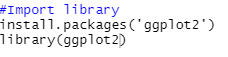 #Import library
install.packages('ggplot2')
library(ggplot2)